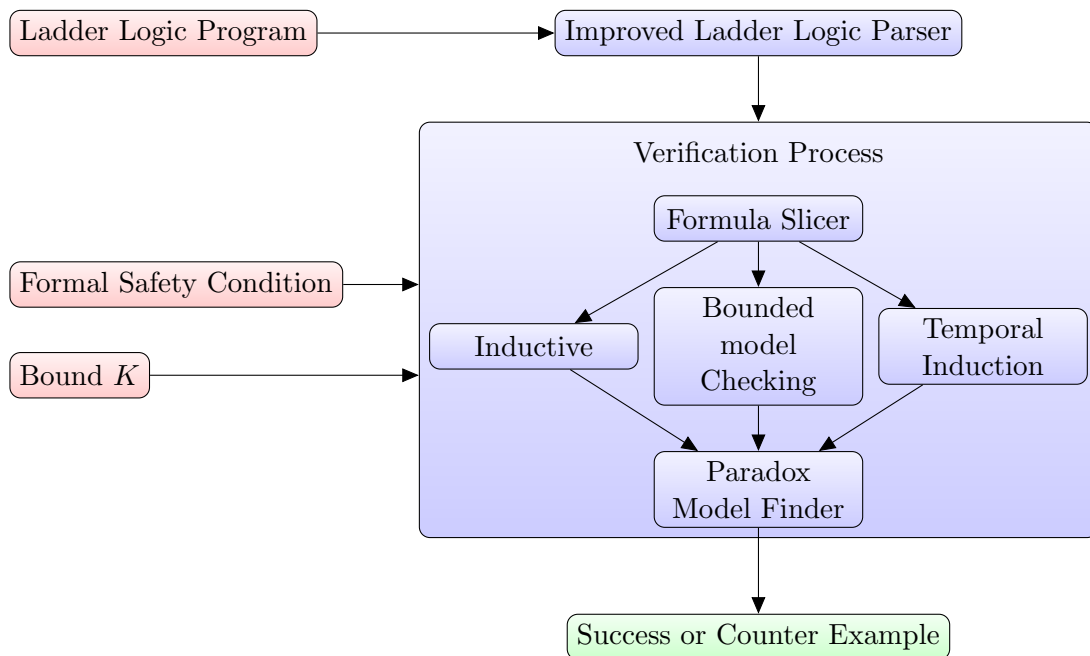 Ladder Logic Program
Improved Ladder Logic Parser
Verification Process
Formula Slicer
Formal Safety Condition
Bound K
Inductive
Bounded
model
Checking
Temporal
Induction
Paradox
Model Finder
Success or Counter Example